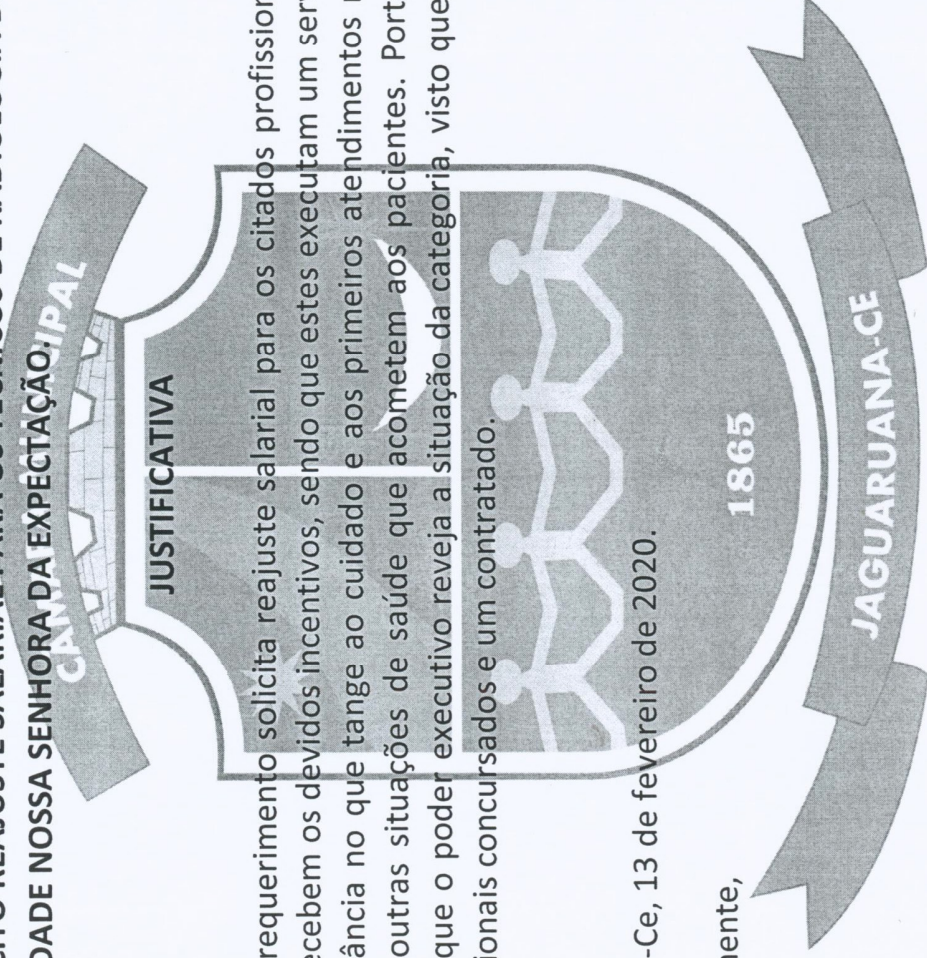 DADE NOSSA SENHORA DA EXPECTAÇÃO.
JUSTIFICATIVA
requerimento solicita reajuste salarial para os citados profission
ecebem os devidos incentivos, sendo que estes executam um ser
ância no que tange ao cuidado e aos primeiros atendimentos
outras situações de saúde que acometem aos pacientes. Port
que o poder executivo reveja a situação da categoria, visto que
ionais concursados e um contratado.
-Ce, 13 de fevereiro de 2020.
ente,
1865
JAGUARUANA-CE